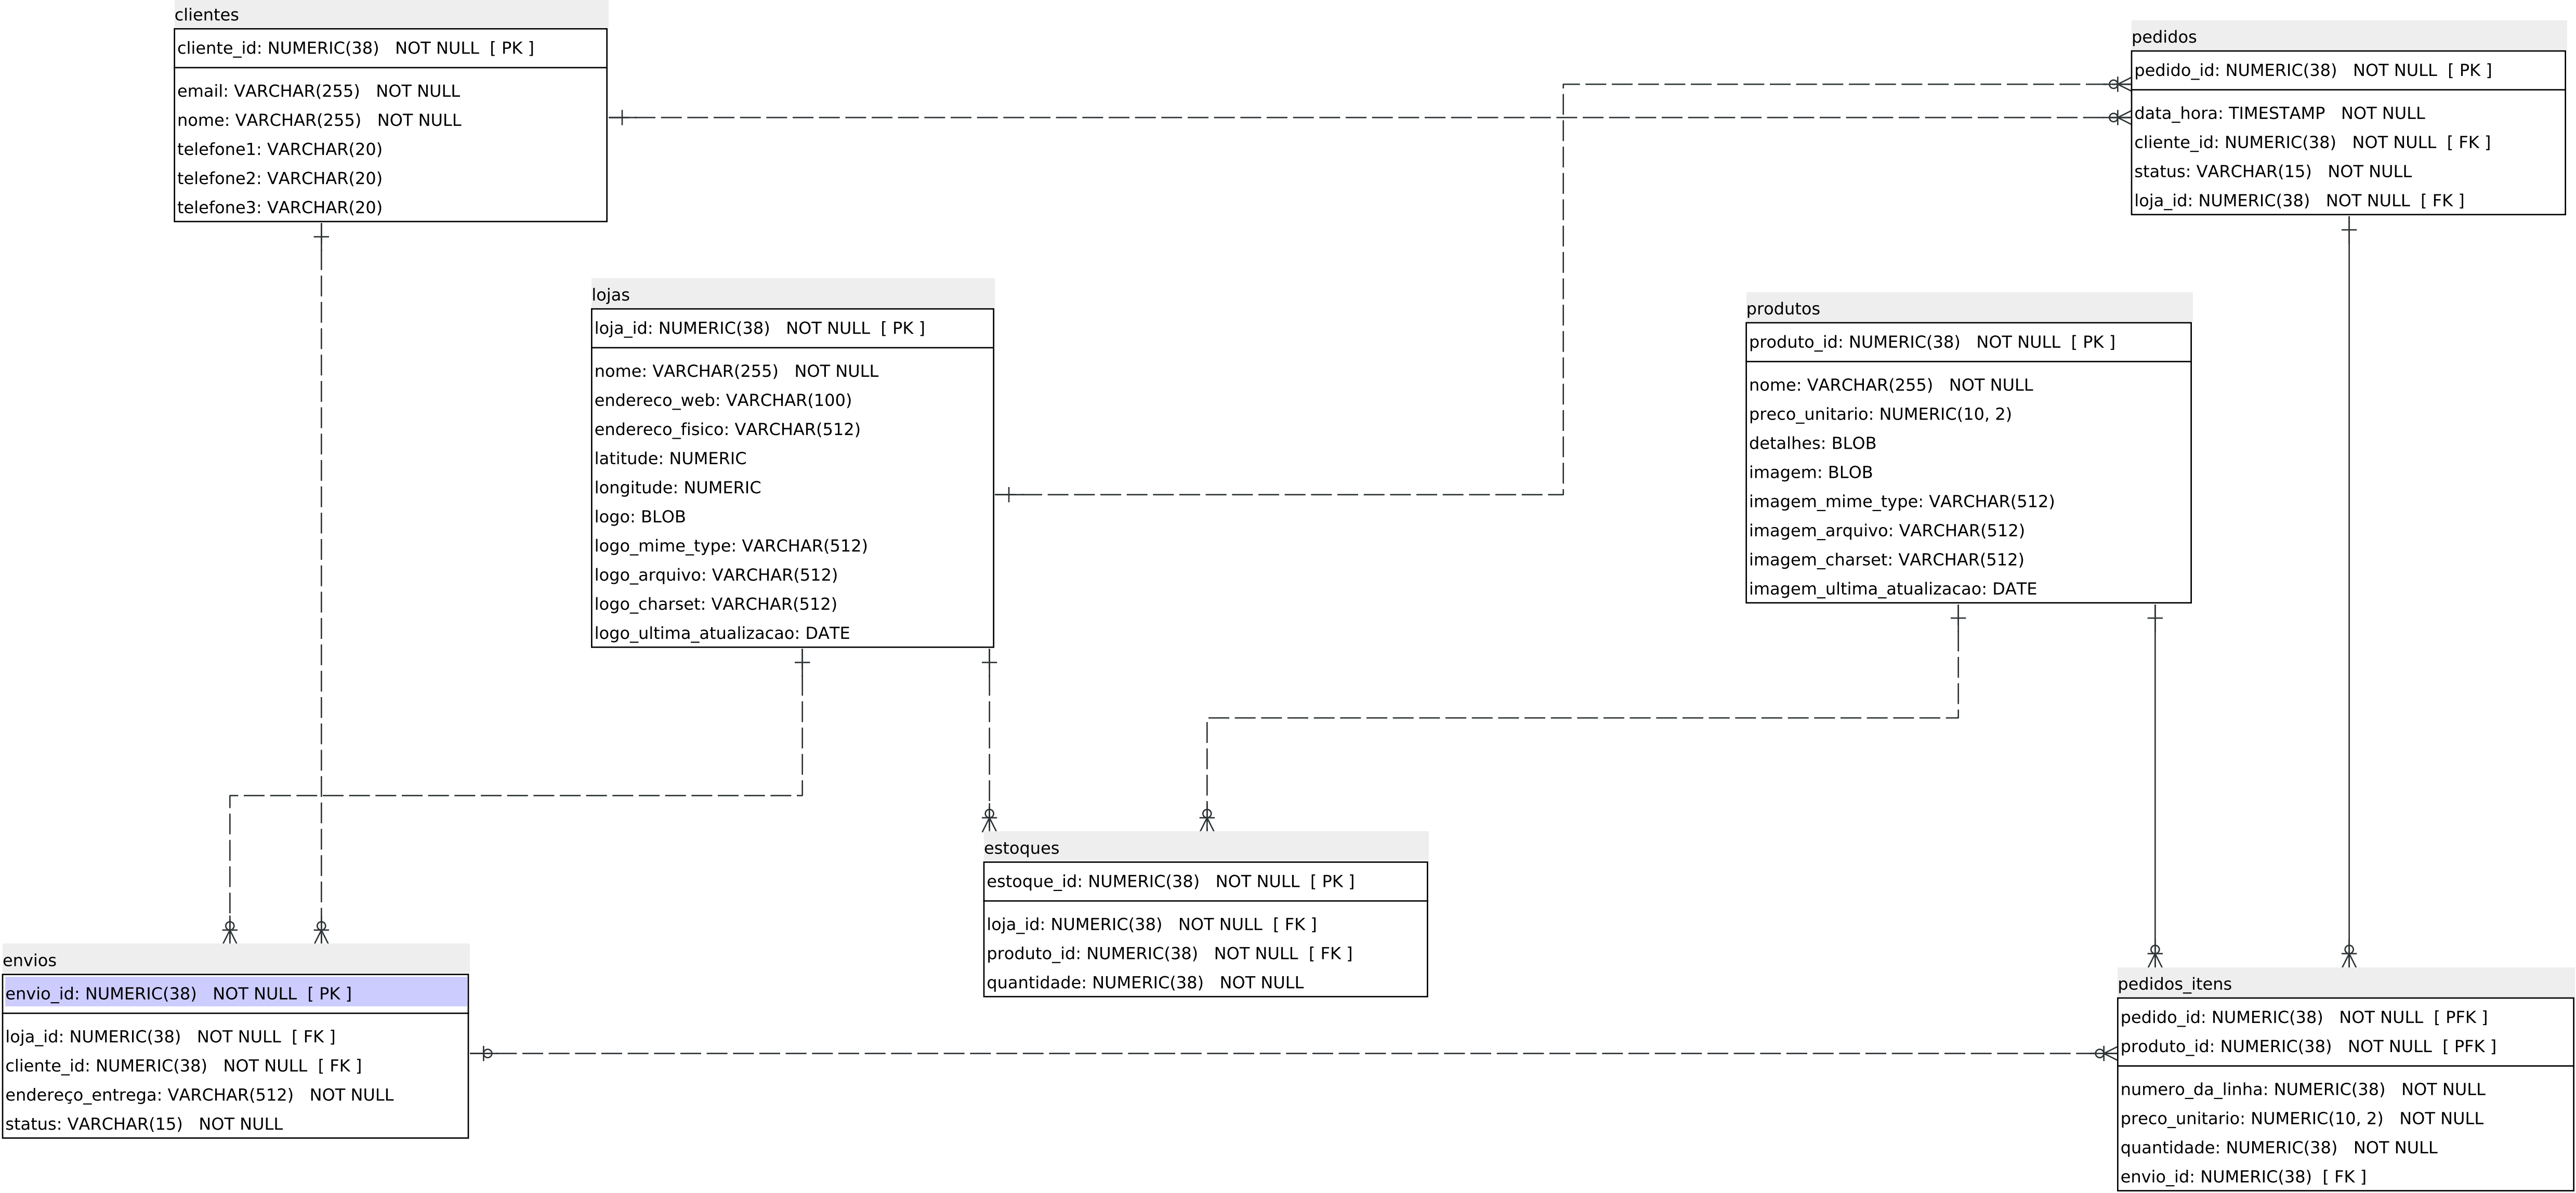 clientes
cliente_id: NUMERIC(38) NOT NULL [ PK ]
email: VARCHAR(255) NOT NULL
nome: VARCHAR(255) NOT NULL
telefone1: VARCHAR(20)
telefone2: VARCHAR(20)
telefone3: VARCHAR(20)
pedidos
pedido_id: NUMERIC(38) NOT NULL [ PK ]
data_hora: TIMESTAMP NOT NULL
cliente_id: NUMERIC(38) NOT NULL [ FK ]
status: VARCHAR(15) NOT NULL
loja_id: NUMERIC(38) NOT NULL [ FK ]
lojas
loja_id: NUMERIC(38) NOT NULL [ PK ]
nome: VARCHAR(255) NOT NULL
endereco_web: VARCHAR(100)
endereco_fisico: VARCHAR(512)
latitude: NUMERIC
longitude: NUMERIC
logo: BLOB
logo_mime_type: VARCHAR(512)
logo_arquivo: VARCHAR(512)
logo_charset: VARCHAR(512)
logo_ultima_atualizacao: DATE
produtos
produto_id: NUMERIC(38) NOT NULL [ PK ]
nome: VARCHAR(255) NOT NULL
preco_unitario: NUMERIC(10, 2)
detalhes: BLOB
imagem: BLOB
imagem_mime_type: VARCHAR(512)
imagem_arquivo: VARCHAR(512)
imagem_charset: VARCHAR(512)
imagem_ultima_atualizacao: DATE
estoques
estoque_id: NUMERIC(38) NOT NULL [ PK ]
loja_id: NUMERIC(38) NOT NULL [ FK ]
produto_id: NUMERIC(38) NOT NULL [ FK ]
quantidade: NUMERIC(38) NOT NULL
envios
envio_id: NUMERIC(38) NOT NULL [ PK ]
loja_id: NUMERIC(38) NOT NULL [ FK ]
cliente_id: NUMERIC(38) NOT NULL [ FK ]
endereço_entrega: VARCHAR(512) NOT NULL
status: VARCHAR(15) NOT NULL
pedidos_itens
pedido_id: NUMERIC(38) NOT NULL [ PFK ]
produto_id: NUMERIC(38) NOT NULL [ PFK ]
numero_da_linha: NUMERIC(38) NOT NULL
preco_unitario: NUMERIC(10, 2) NOT NULL
quantidade: NUMERIC(38) NOT NULL
envio_id: NUMERIC(38) [ FK ]